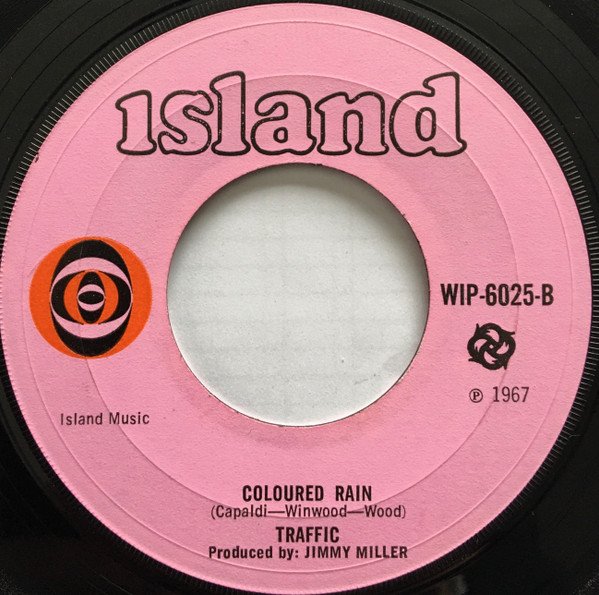 island
WIP-6025-B
℗ 1967
Island Music
COLOURED RAIN
(Capaldi—Winwood—Wood)
TRAFFIC
Produced by: JIMMY MILLER